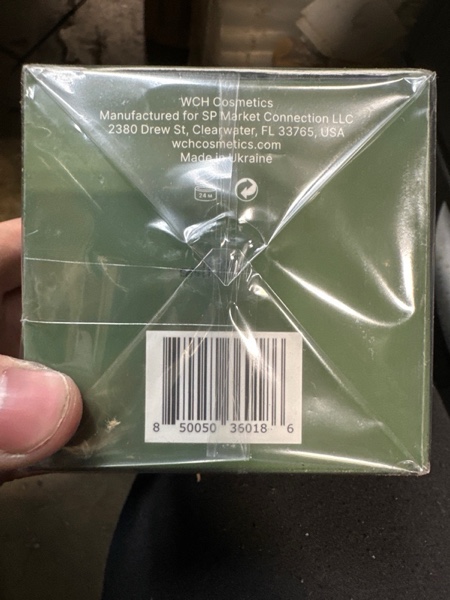 WCH Cosmetics
Manufactured for SP Market Connection LLC
2380 Drew St, Clearwater, FL 33765, USA
wchcosmetics.com
Made in Ukraine
24 M
8 50050 36018 6